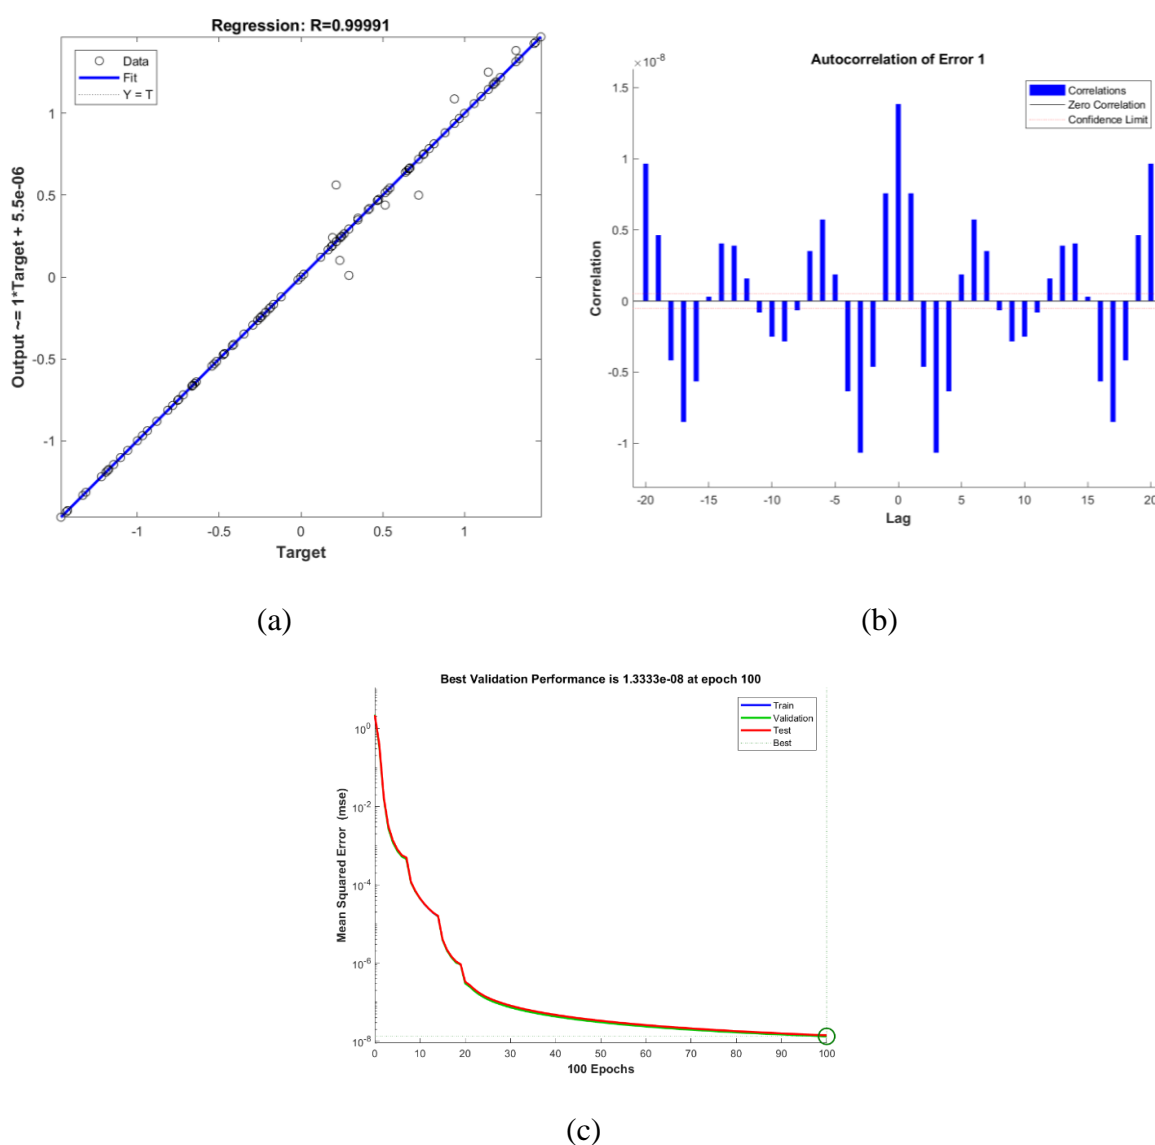 Regression: R=0.99991
Data
Fit
Y = T
Output ~= 1*Target + 5.5e-06
1
0.5
0
-0.5
-1
-1
-0.5
0
0.5
1
Target
(a)
×10^-8
Autocorrelation of Error 1
Correlations
Zero Correlation
Confidence Limit
Correlation
1.5
1
0.5
0
-0.5
-1
-20
-15
-10
-5
0
5
10
15
20
Lag
(b)
Best Validation Performance is 1.3333e-08 at epoch 100
Train
Validation
Test
Best
Mean Squared Error (mse)
10^0
10^-2
10^-4
10^-6
10^-8
0
10
20
30
40
50
60
70
80
90
100
100 Epochs
(c)